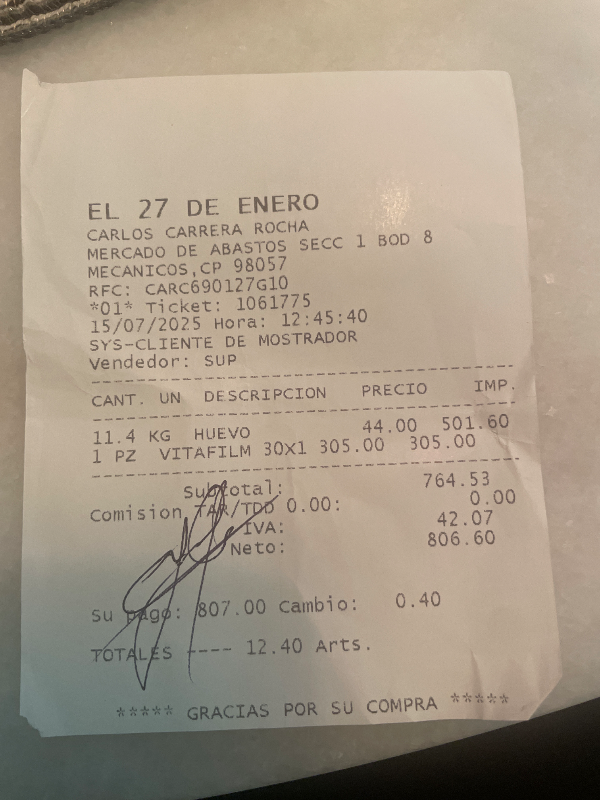 EL 27 DE ENERO
CARLOS CARRERA ROCHA
MERCADO DE ABASTOS SECC 1 BOD 8
MECANICOS,CP 98057
RFC: CARC690127G10
*01* Ticket: 1061775
15/07/2025 Hora: 12:45:40
SYS-CLIENTE DE MOSTRADOR
Vendedor: SUP
CANT. UN DESCRIPCION PRECIO IMP.
11.4 KG HUEVO 44.00 501.60
1 PZ VITAFILM 30X1 305.00 305.00
Subtotal: 764.53
Comision TAR/TDD 0.00: 0.00
IVA: 42.07
Neto: 806.60
Su pago: 807.00 Cambio: 0.40
TOTALES ---- 12.40 Arts.
***** GRACIAS POR SU COMPRA *****